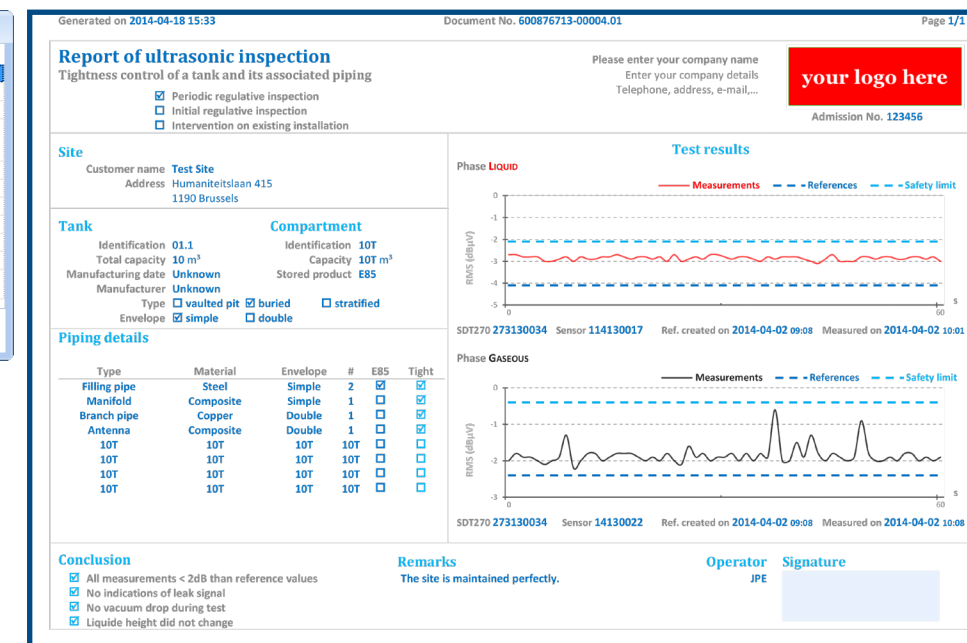 Generated on 2014-04-18 15:33 Document No. 600876713-00004.01 Page 1/1
Report of ultrasonic inspection
Tightness control of a tank and its associated piping
Periodic regulative inspection
Initial regulative inspection
Intervention on existing installation
Please enter your company name
Enter your company details
Telephone, address, e-mail,...
your logo here
Admission No. 123456
Site
Customer name Test Site
Address Humaniteitslaan 415
1190 Brussels
Tank
Identification 01.1
Total capacity 10 m³
Manufacturing date Unknown
Manufacturer Unknown
Type vaulted pit buried stratified
Envelope simple double
Compartment
Identification 10T
Capacity 10T m³
Stored product E85
Piping details
Type Material Envelope # E85 Tight
Filling pipe Steel Simple 2
Manifold Composite Simple 1
Branch pipe Copper Double 1
Antenna Composite Double 1
10T 10T 10T 10T
10T 10T 10T 10T
10T 10T 10T 10T
10T 10T 10T 10T
Test results
Phase LIQUID
Measurements References Safety limit
RMS (dBµV)
0
-1
-2
-3
-4
-5
0 60
s
SDT270 273130034 Sensor 114130017 Ref. created on 2014-04-02 09:08 Measured on 2014-04-02 10:01
Phase GASEOUS
Measurements References Safety limit
RMS (dBµV)
0
-1
-2
-3
0 60
s
SDT270 273130034 Sensor 14130022 Ref. created on 2014-04-02 09:08 Measured on 2014-04-02 10:08
Conclusion
All measurements < 2dB than reference values
No indications of leak signal
No vacuum drop during test
Liquide height did not change
Remarks
The site is maintained perfectly.
Operator
JPE
Signature